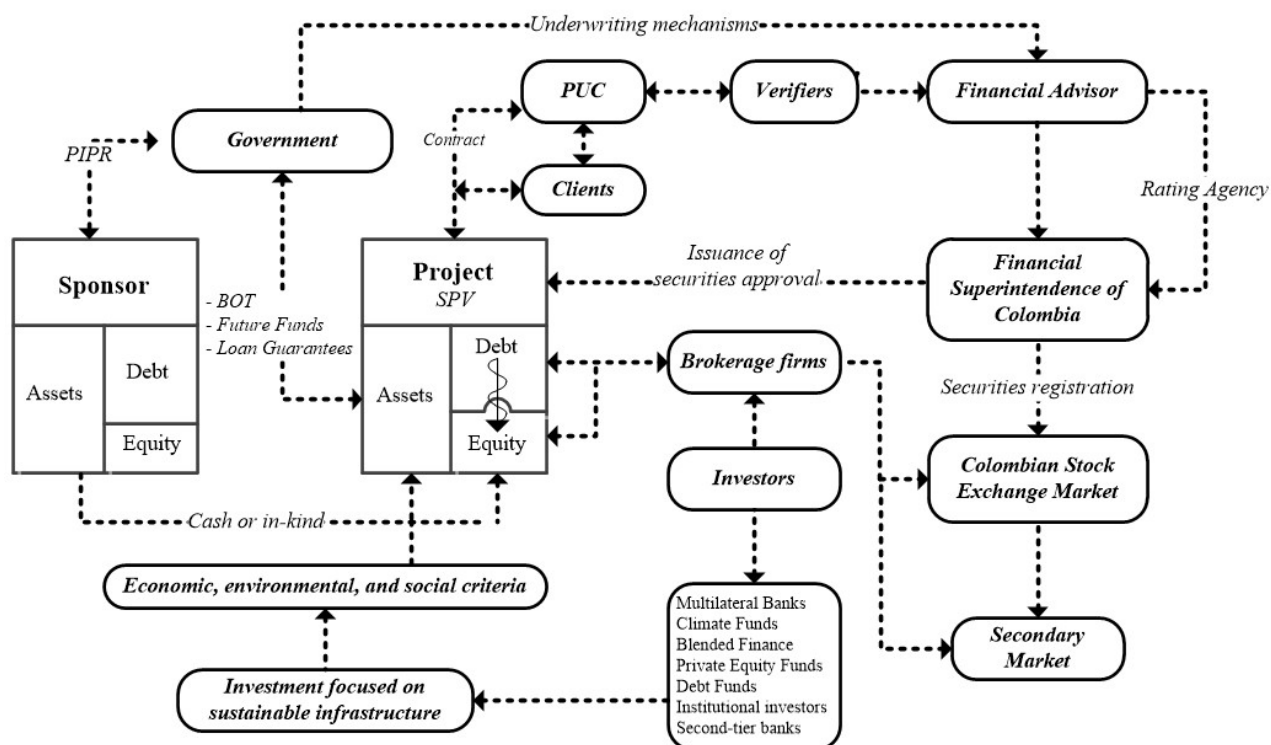 Underwriting mechanisms
PUC
Verifiers
Financial Advisor
Government
PIPR
Contract
Clients
Rating Agency
Sponsor
Assets
Debt
Equity
- BOT
- Future Funds
- Loan Guarantees
Project
SPV
Assets
Debt
Equity
Issuance of
securities approval
Financial
Superintendence of
Colombia
Brokerage firms
Securities registration
Investors
Colombian Stock
Exchange Market
Cash or in-kind
Economic, environmental, and social criteria
Multilateral Banks
Climate Funds
Blended Finance
Private Equity Funds
Debt Funds
Institutional investors
Second-tier banks
Secondary
Market
Investment focused on
sustainable infrastructure